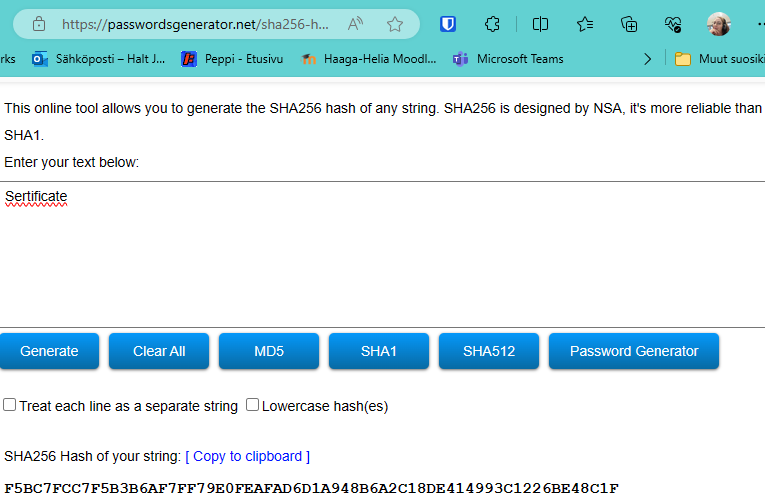 https://passwordsgenerator.net/sha256-h...
rks Sähköposti – Halt J... Peppi - Etusivu Haaga-Helia Moodl... Microsoft Teams Muut suosiki
This online tool allows you to generate the SHA256 hash of any string. SHA256 is designed by NSA, it's more reliable than
SHA1.
Enter your text below:
Sertificate
Generate Clear All MD5 SHA1 SHA512 Password Generator
Treat each line as a separate string Lowercase hash(es)
SHA256 Hash of your string: [ Copy to clipboard ]
F5BC7FCC7F5B3B6AF7FF79E0FEAFAD6D1A948B6A2C18DE414993C1226BE48C1F